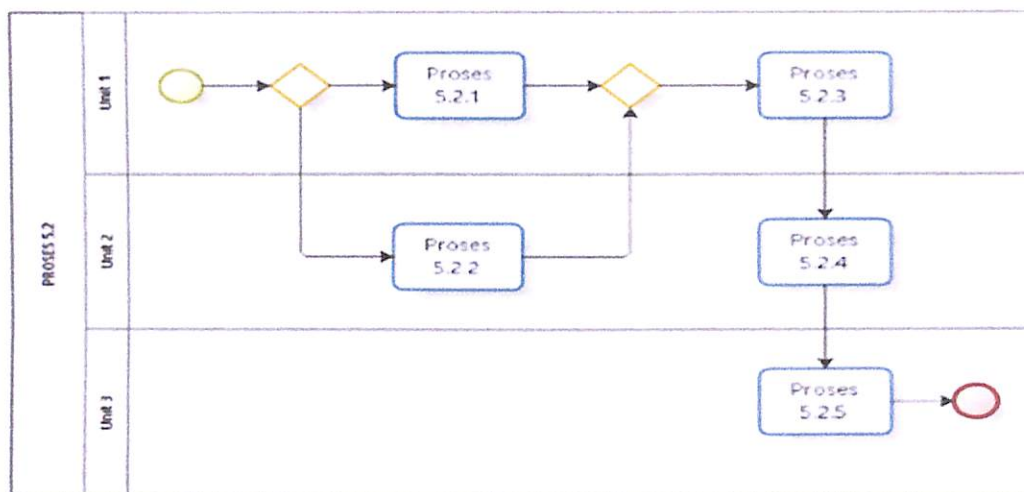 PROSES 5.2
Unit 1
Proses
5.2.1
Proses
5.2.3
Unit 2
Proses
5.2.2
Proses
5.2.4
Unit 3
Proses
5.2.5